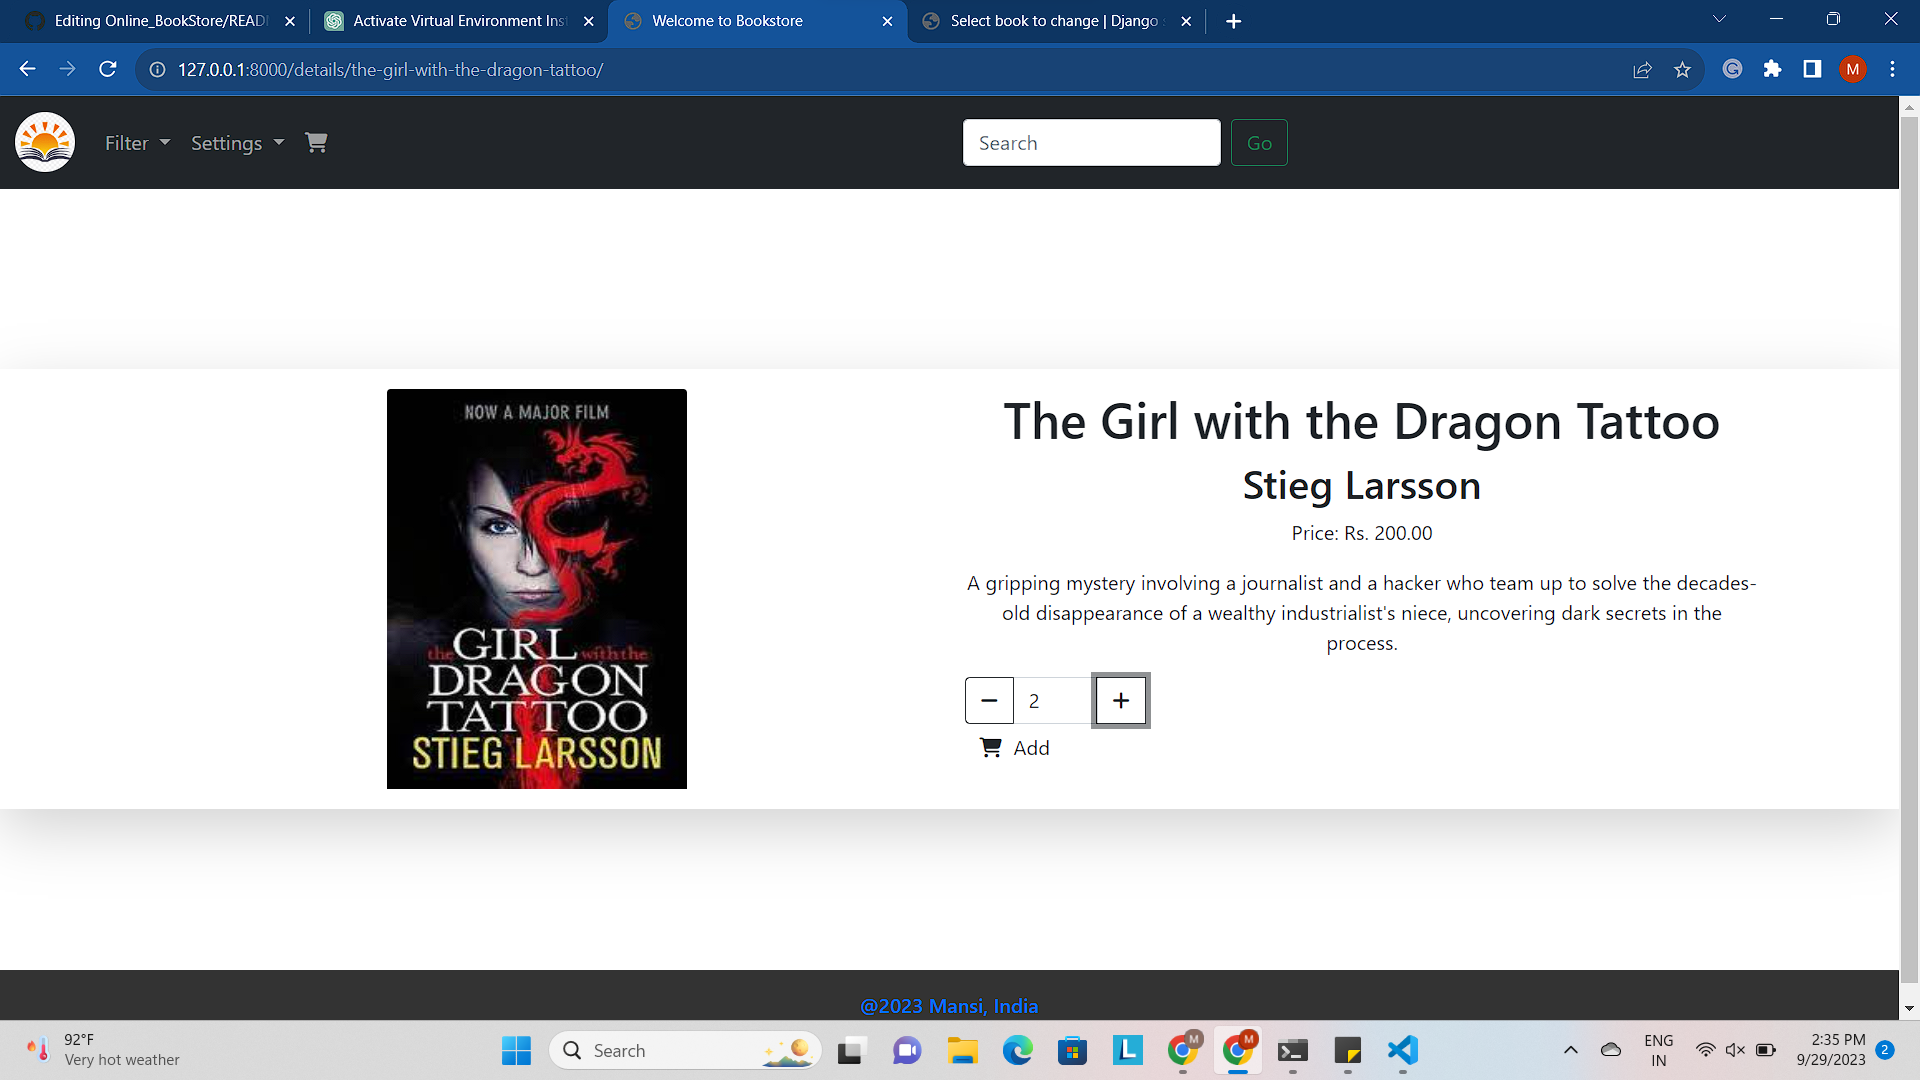 Editing Online_BookStore/READ
Activate Virtual Environment Ins
Welcome to Bookstore
Select book to change | Django
127.0.0.1:8000/details/the-girl-with-the-dragon-tattoo/
M
Filter
Settings
Search
Go
NOW A MAJOR FILM
the GIRL with the
DRAGON
TATTOO
STIEG LARSSON
The Girl with the Dragon Tattoo
Stieg Larsson
Price: Rs. 200.00
A gripping mystery involving a journalist and a hacker who team up to solve the decades-
old disappearance of a wealthy industrialist's niece, uncovering dark secrets in the
process.
2
Add
@2023 Mansi, India
92°F
Very hot weather
Search
L
M
M
ENG
IN
2:35 PM
9/29/2023
2